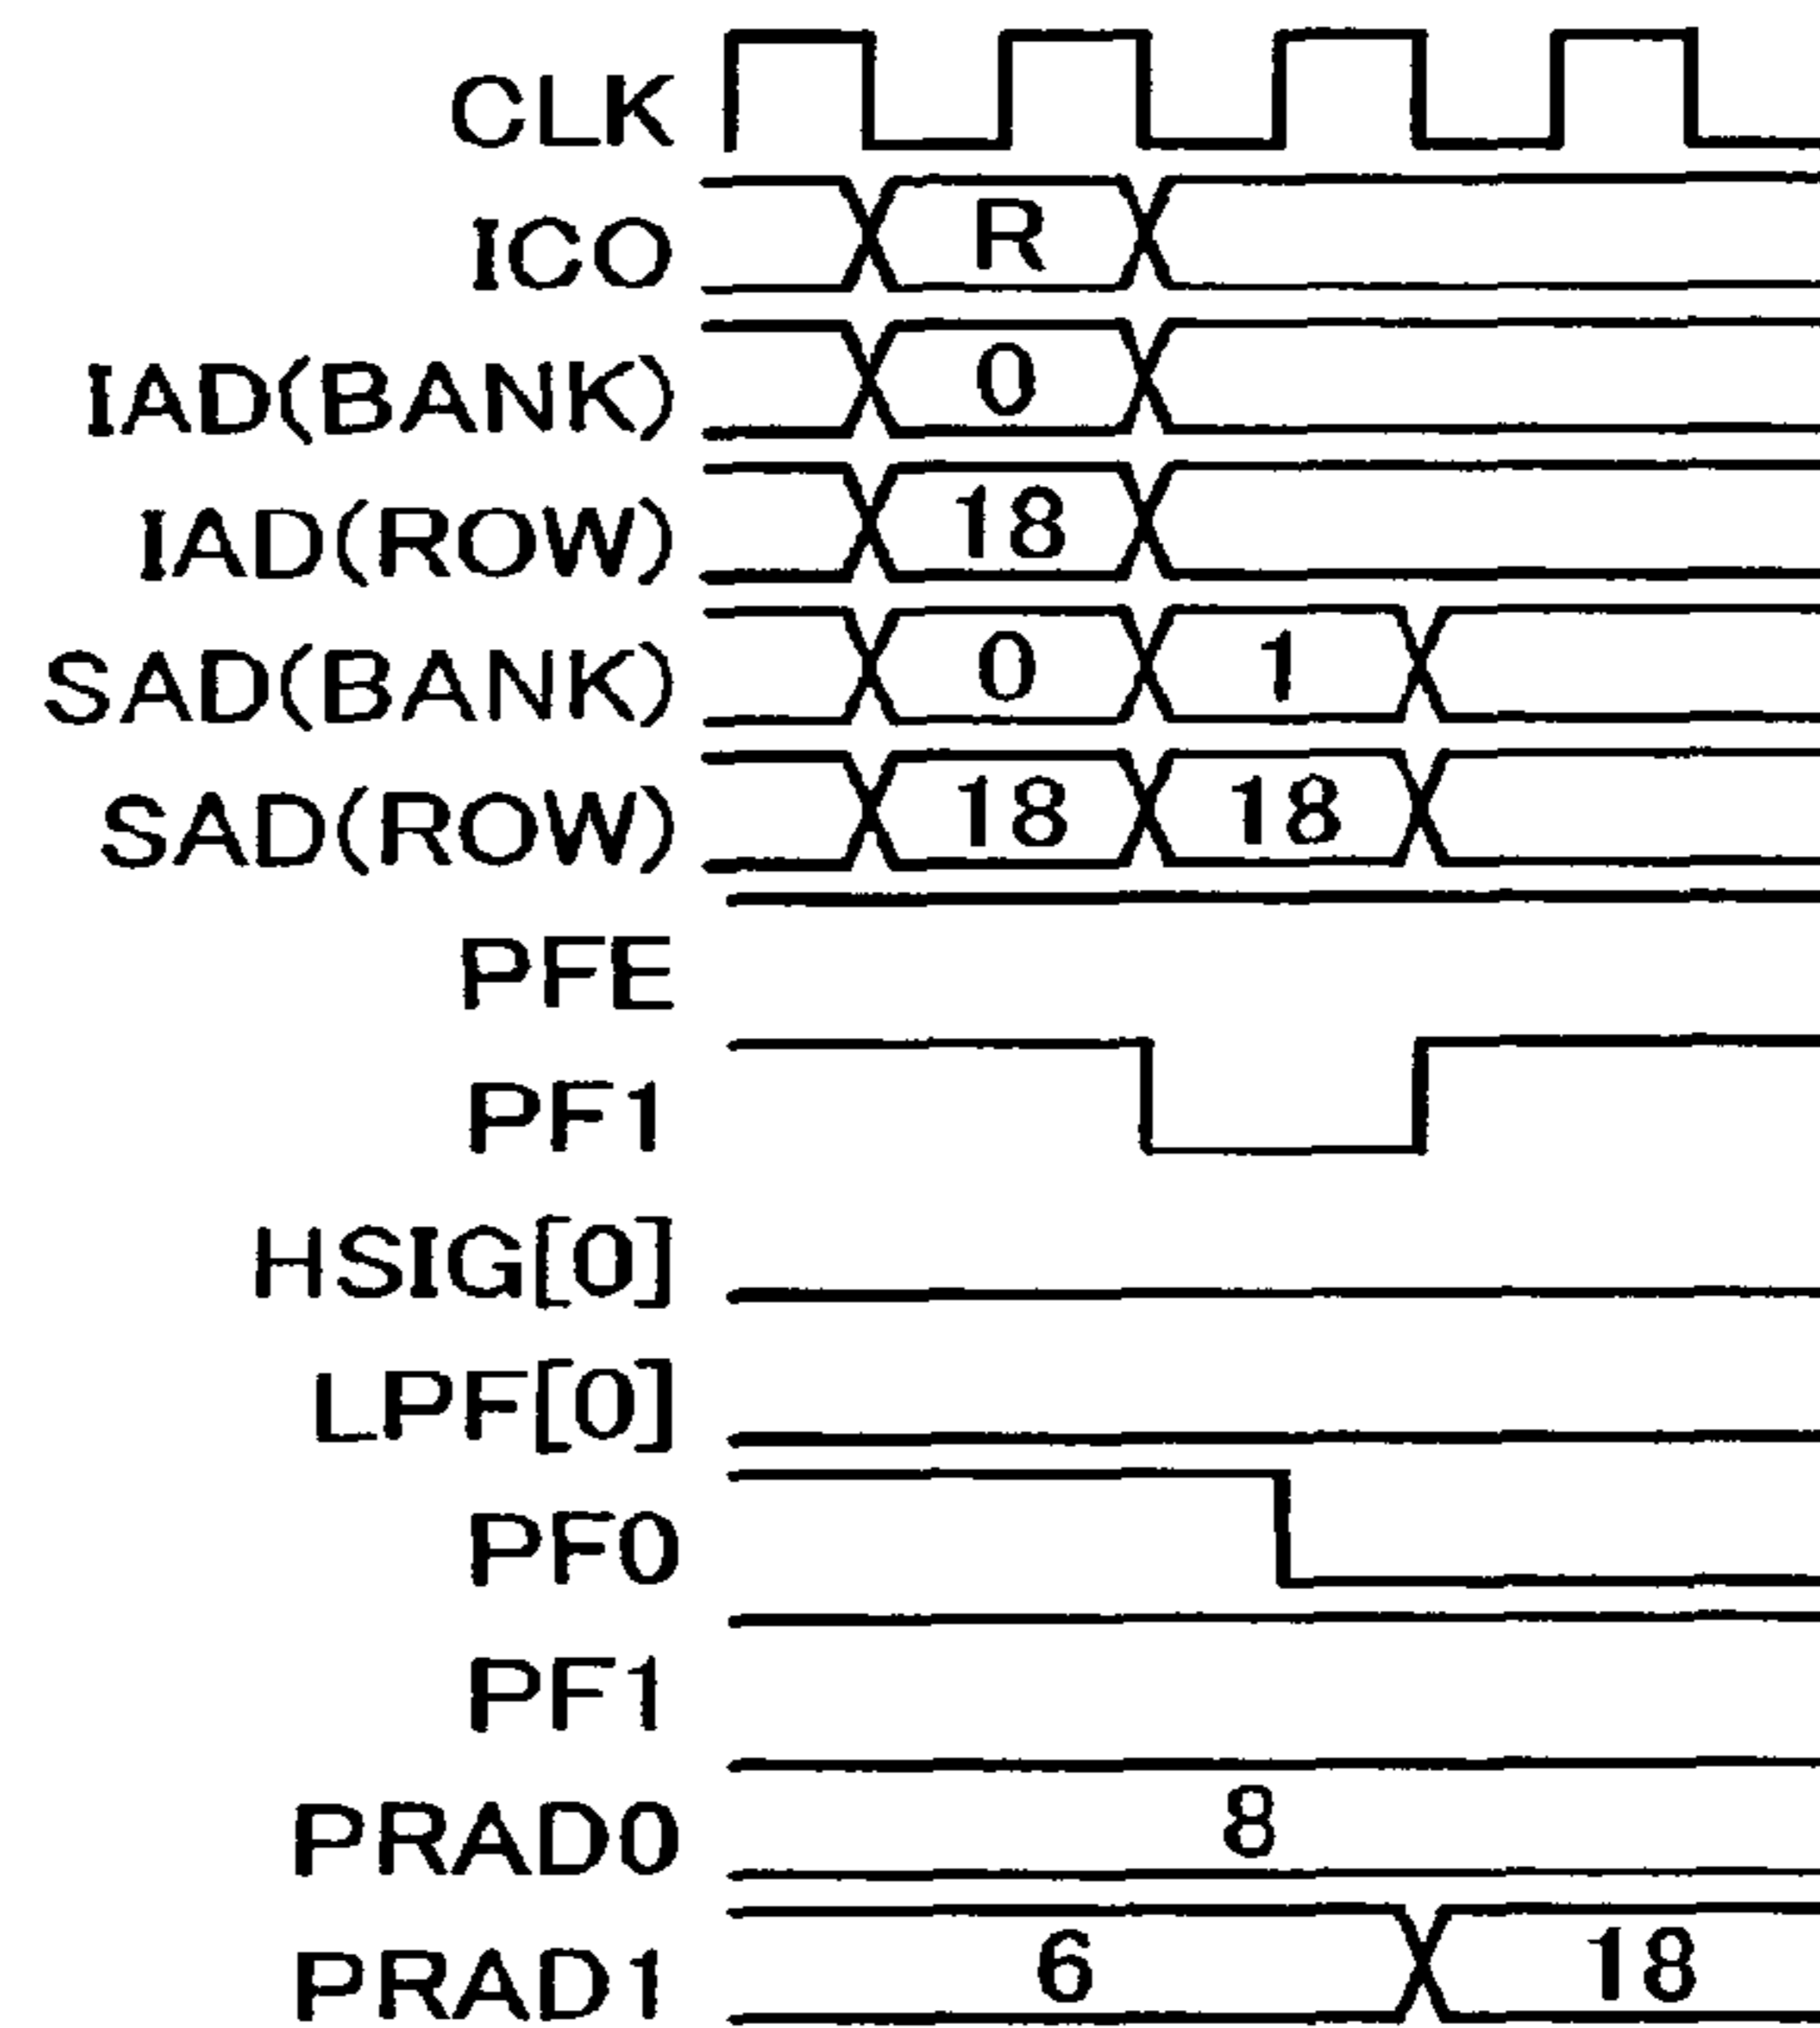 CLK
ICO R
IAD(BANK) 0
IAD(ROW) 18
SAD(BANK) 0 1
SAD(ROW) 18 18
PFE
PF1
HSIG[0]
LPF[0]
PF0
PF1
PRAD0 8
PRAD1 6 18